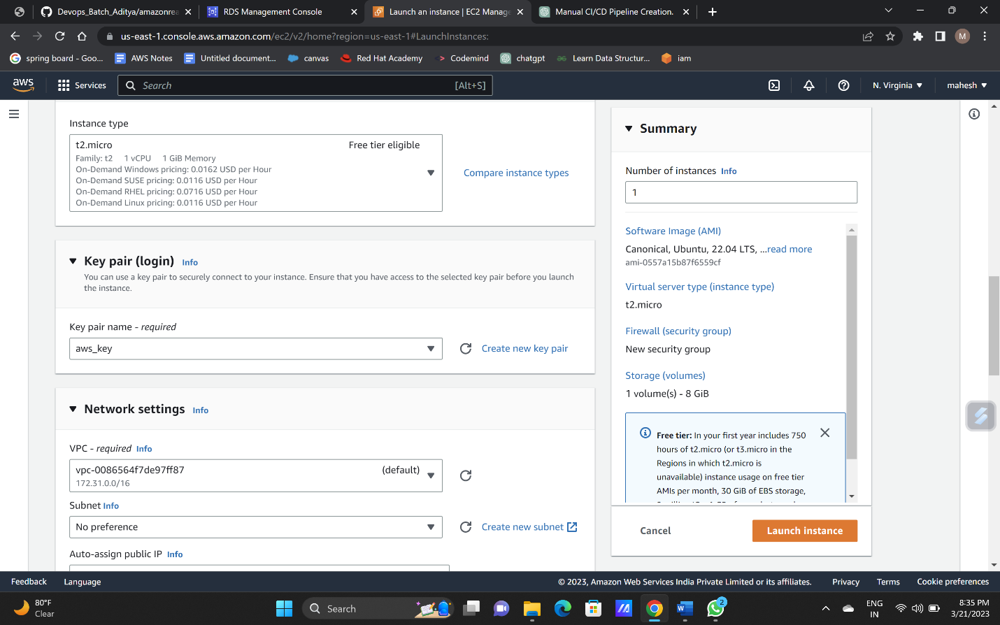 Devops_Batch_Aditya/amazonrea
RDS Management Console
Launch an instance | EC2 Manage
Manual CI/CD Pipeline Creation.
us-east-1.console.aws.amazon.com/ec2/v2/home?region=us-east-1#LaunchInstances:
M
spring board - Goo...
AWS Notes
Untitled document...
canvas
Red Hat Academy
Codemind
chatgpt
Learn Data Structur...
iam
aws
Services
Search
[Alt+S]
N. Virginia
mahesh
Instance type
t2.micro
Free tier eligible
Family: t2 1 vCPU 1 GiB Memory
On-Demand Windows pricing: 0.0162 USD per Hour
On-Demand SUSE pricing: 0.0116 USD per Hour
On-Demand RHEL pricing: 0.0716 USD per Hour
On-Demand Linux pricing: 0.0116 USD per Hour
Compare instance types
Key pair (login) Info
You can use a key pair to securely connect to your instance. Ensure that you have access to the selected key pair before you launch
the instance.
Key pair name - required
aws_key
Create new key pair
Network settings Info
VPC - required Info
vpc-0086564f7de97ff87
(default)
172.31.0.0/16
Subnet Info
No preference
Create new subnet
Auto-assign public IP Info
Summary
Number of instances Info
1
Software Image (AMI)
Canonical, Ubuntu, 22.04 LTS, ...read more
ami-0557a15b87f6559cf
Virtual server type (instance type)
t2.micro
Firewall (security group)
New security group
Storage (volumes)
1 volume(s) - 8 GiB
Free tier: In your first year includes 750
hours of t2.micro (or t3.micro in the
Regions in which t2.micro is
unavailable) instance usage on free tier
AMIs per month, 30 GiB of EBS storage,
Cancel
Launch instance
Feedback
Language
© 2023, Amazon Web Services India Private Limited or its affiliates.
Privacy
Terms
Cookie preferences
80°F
Clear
Search
W
2
ENG
IN
8:35 PM
3/21/2023